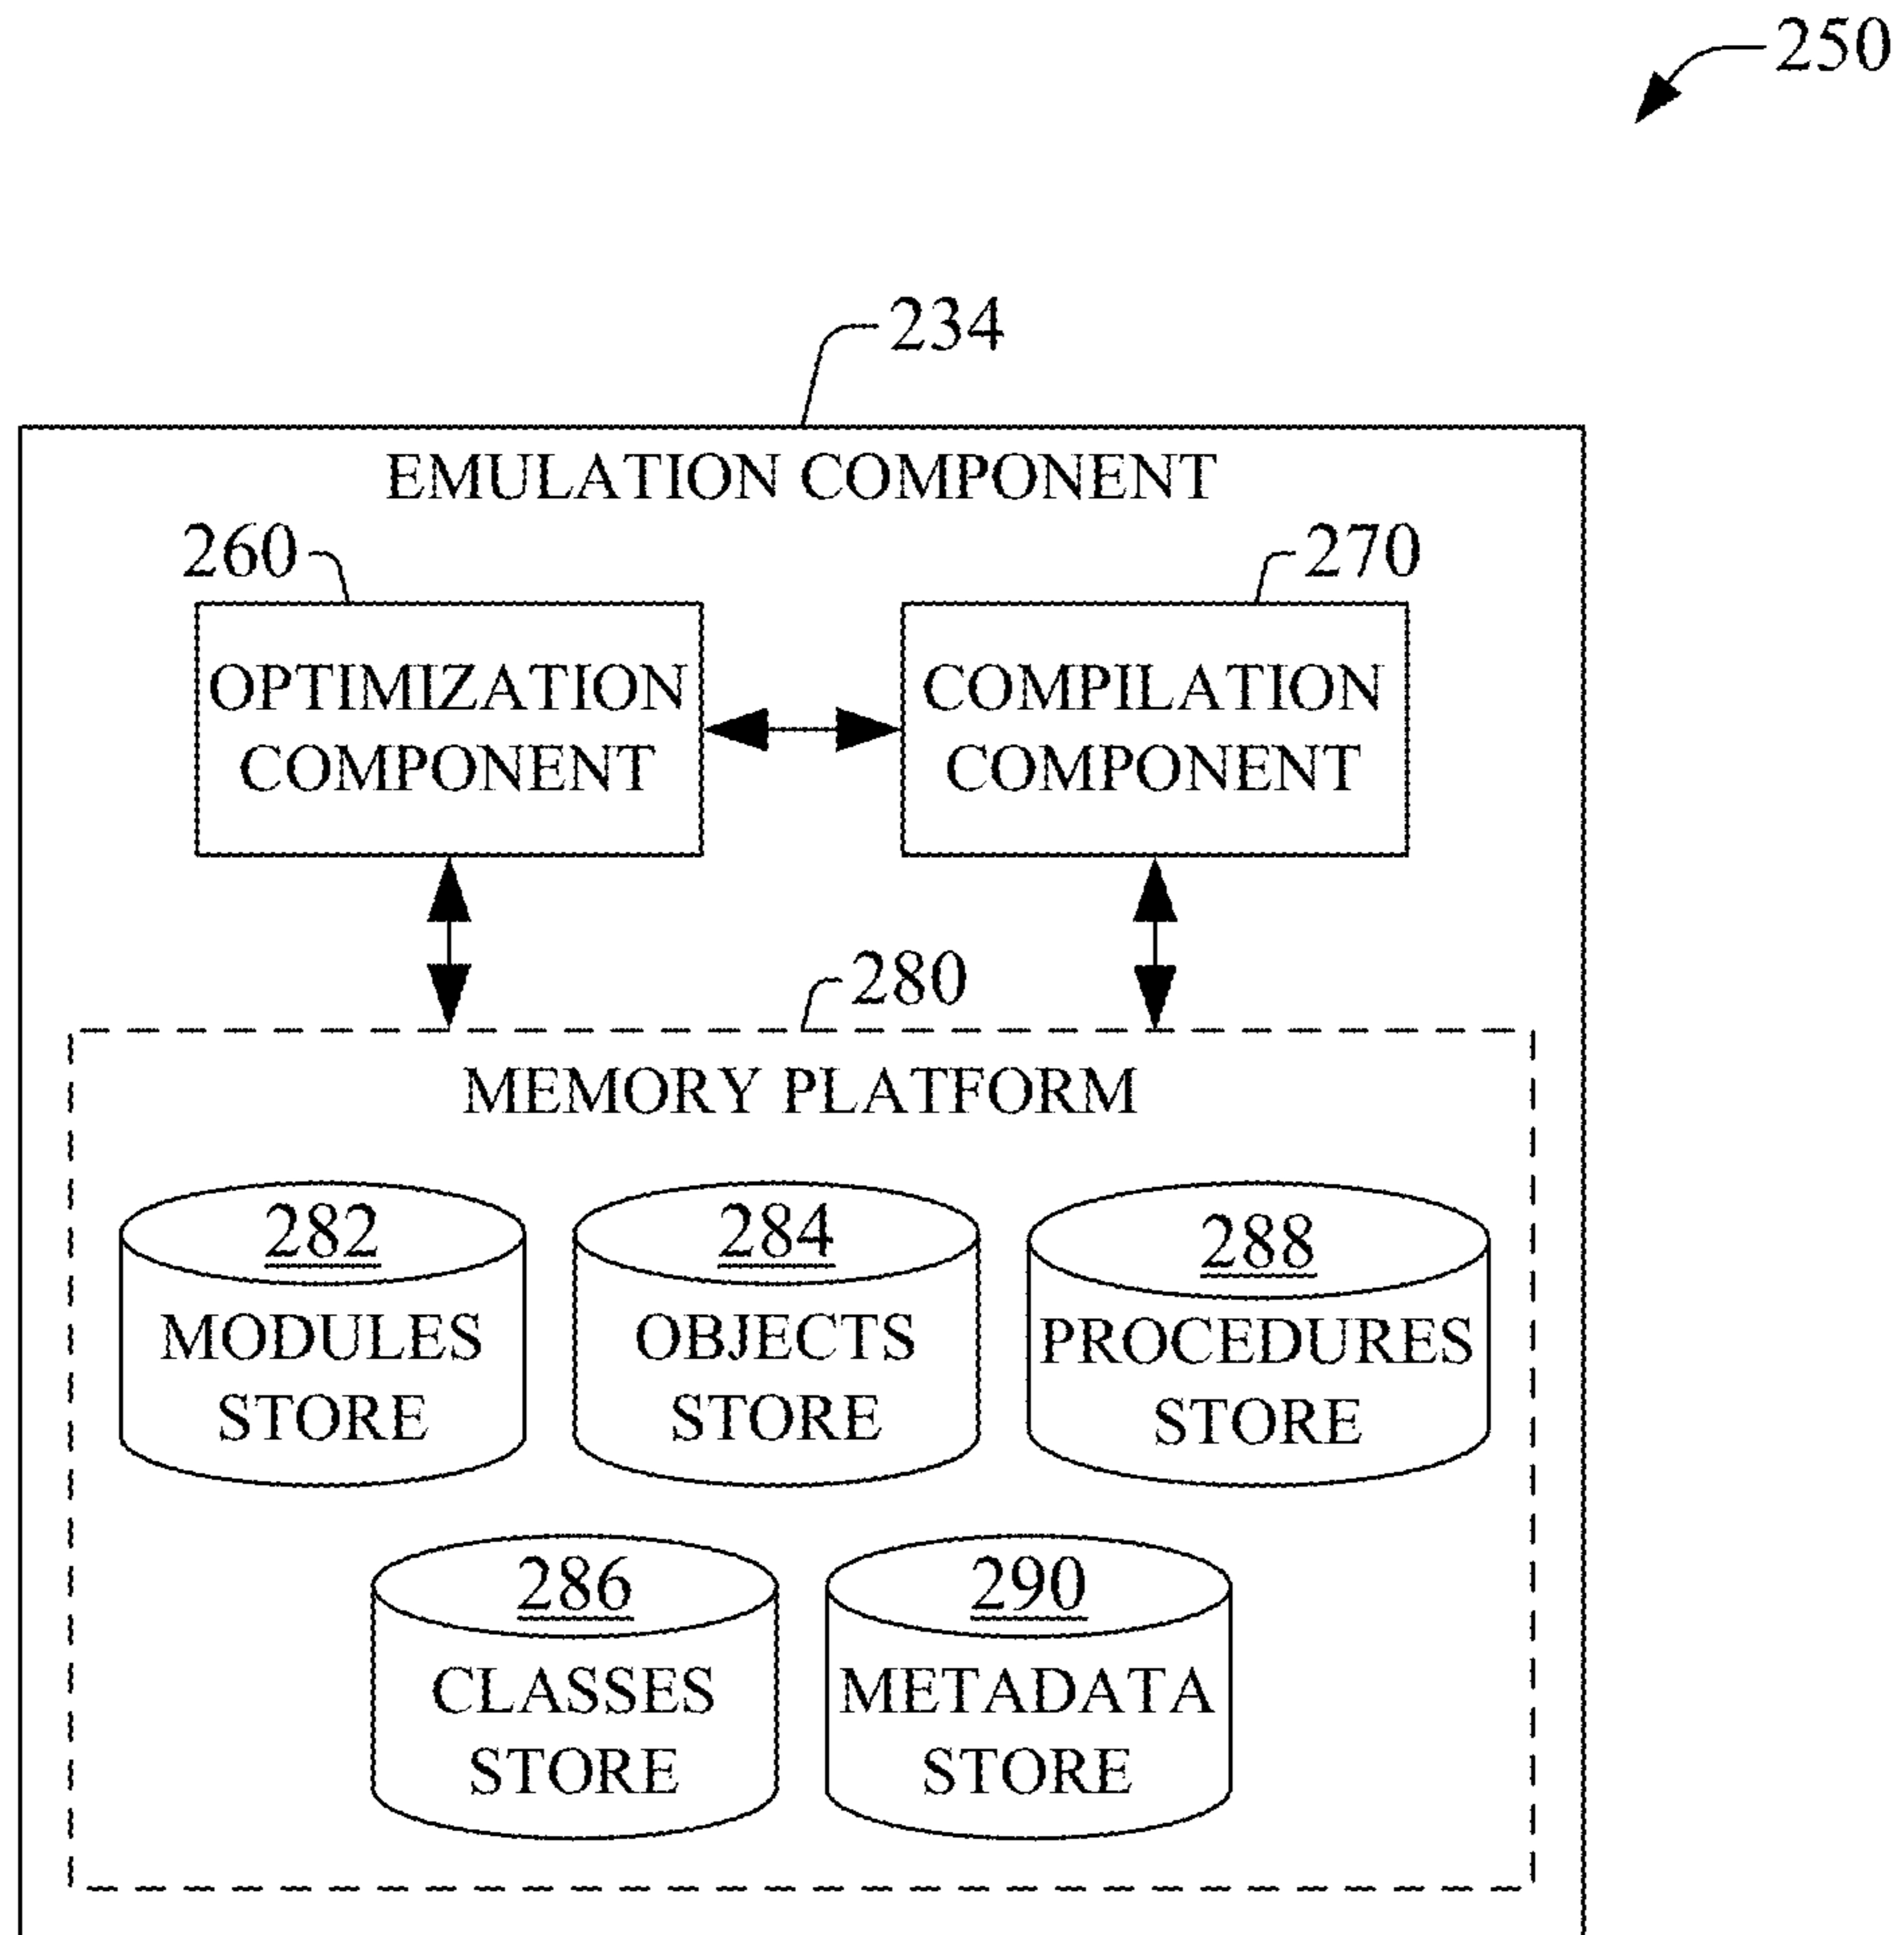 250
234
EMULATION COMPONENT
260
270
OPTIMIZATION
COMPONENT
COMPILATION
COMPONENT
280
MEMORY PLATFORM
282
MODULES
STORE
284
OBJECTS
STORE
288
PROCEDURES
STORE
286
CLASSES
STORE
290
METADATA
STORE